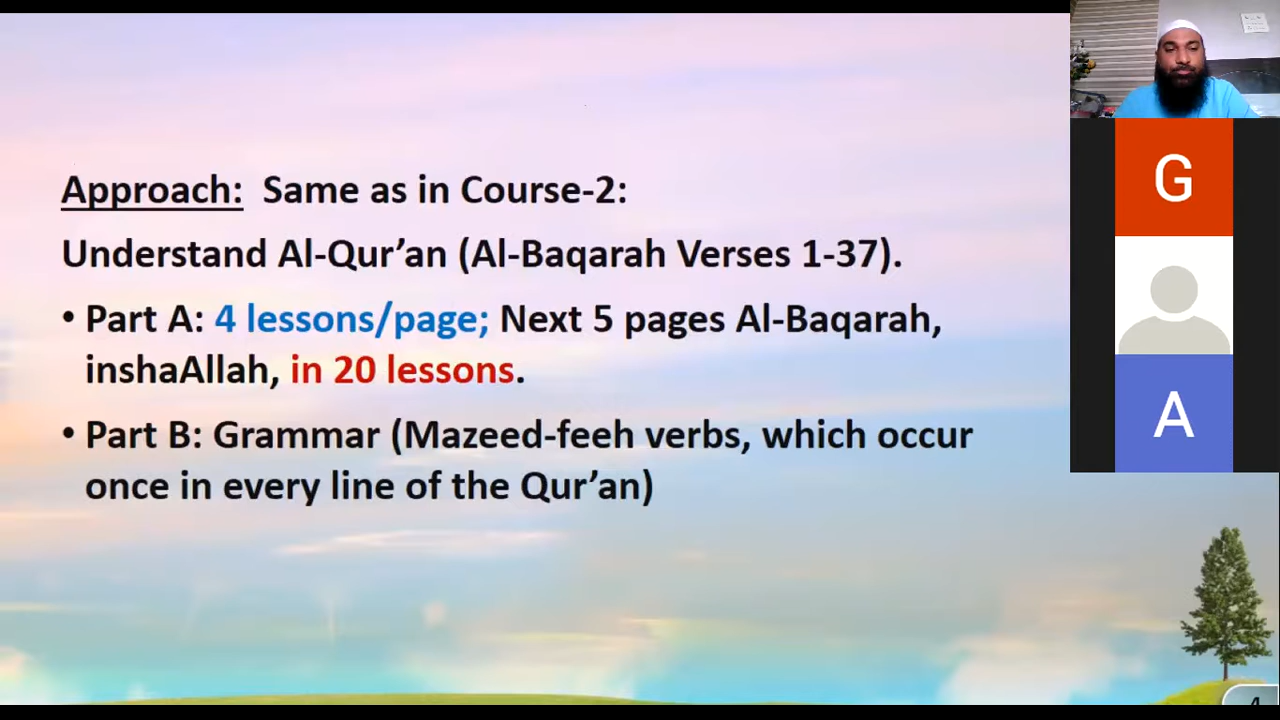 Approach: Same as in Course-2:
Understand Al-Qur’an (Al-Baqarah Verses 1-37).
• Part A: 4 lessons/page; Next 5 pages Al-Baqarah,
inshaAllah, in 20 lessons.
• Part B: Grammar (Mazeed-feeh verbs, which occur
once in every line of the Qur’an)
G
A
4